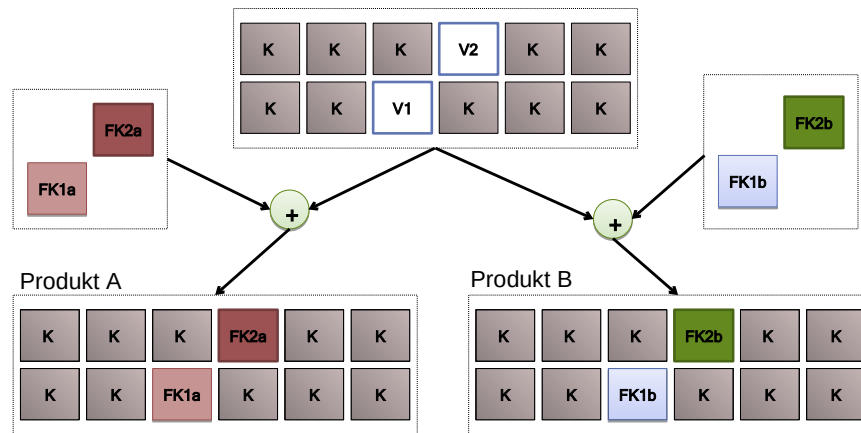 K K K V2 K K
K K V1 K K K
FK2a
FK1a
FK2b
FK1b
+
+
Produkt A
K K K FK2a K K
K K FK1a K K K
Produkt B
K K K FK2b K K
K K FK1b K K K